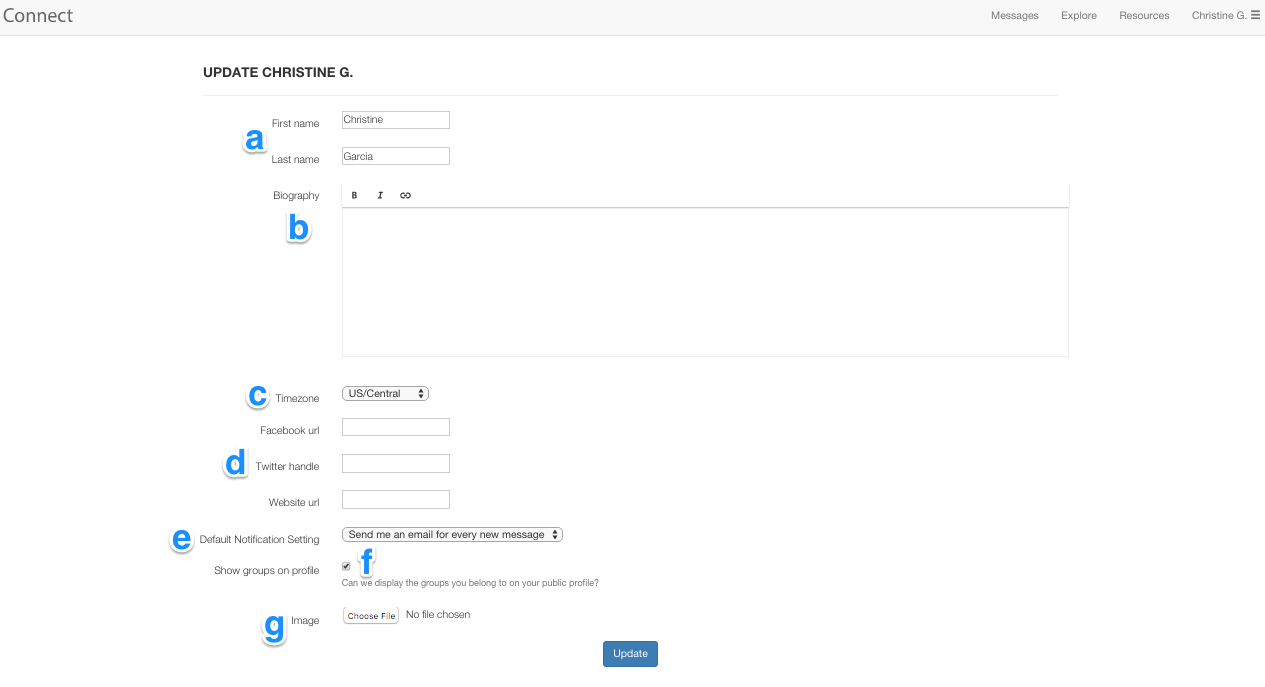 Connect Messages Explore Resources Christine G. ☰
UPDATE CHRISTINE G.
First name Christine
a
Last name Garcia
Biography B I
b
c Timezone US/Central
Facebook url
d Twitter handle
Website url
e Default Notification Setting Send me an email for every new message
f
Show groups on profile
Can we display the groups you belong to on your public profile?
g Image Choose File No file chosen
Update